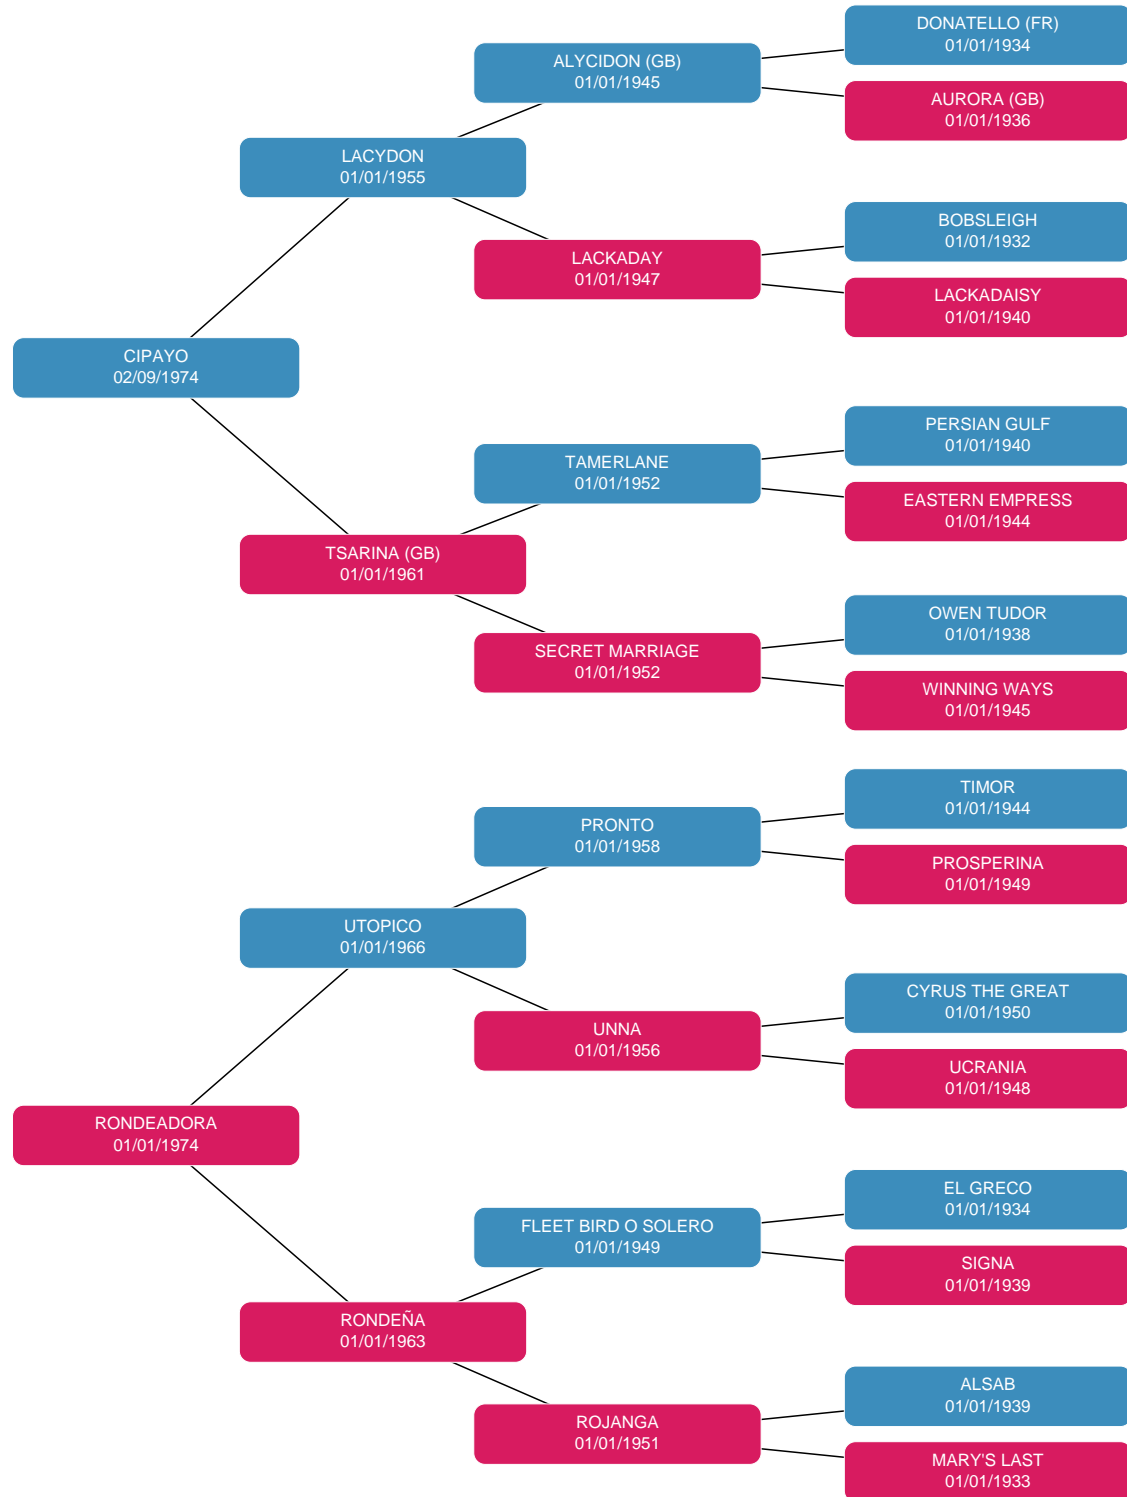 DONATELLO (FR)
01/01/1934
ALYCIDON (GB)
01/01/1945
AURORA (GB)
01/01/1936
LACYDON
01/01/1955
BOBSLEIGH
01/01/1932
LACKADAY
01/01/1947
LACKADAISY
01/01/1940
CIPAYO
02/09/1974
PERSIAN GULF
01/01/1940
TAMERLANE
01/01/1952
EASTERN EMPRESS
01/01/1944
TSARINA (GB)
01/01/1961
OWEN TUDOR
01/01/1938
SECRET MARRIAGE
01/01/1952
WINNING WAYS
01/01/1945
TIMOR
01/01/1944
PRONTO
01/01/1958
PROSPERINA
01/01/1949
UTOPICO
01/01/1966
CYRUS THE GREAT
01/01/1950
UNNA
01/01/1956
UCRANIA
01/01/1948
RONDEADORA
01/01/1974
EL GRECO
01/01/1934
FLEET BIRD O SOLERO
01/01/1949
SIGNA
01/01/1939
RONDEÑA
01/01/1963
ALSAB
01/01/1939
ROJANGA
01/01/1951
MARY'S LAST
01/01/1933